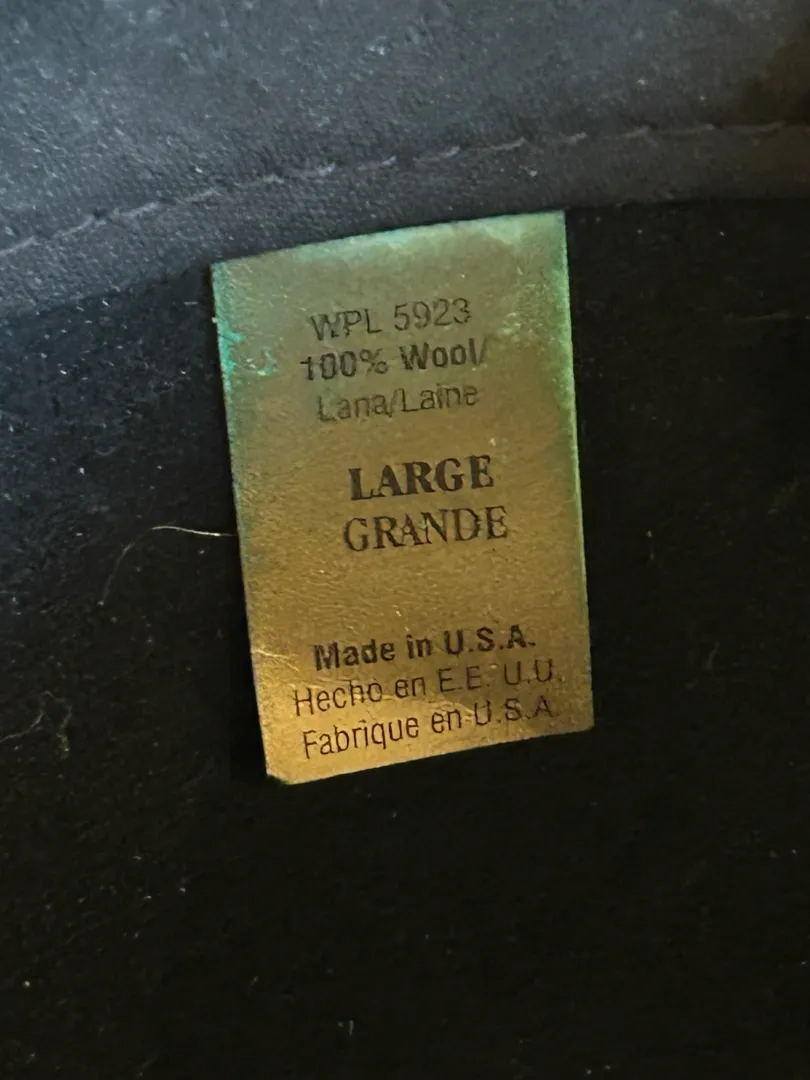 WPL 5923
100% Wool/
Lana/Laine
LARGE
GRANDE
Made in U.S.A.
Hecho en E.E. U.U.
Fabrique en U.S.A